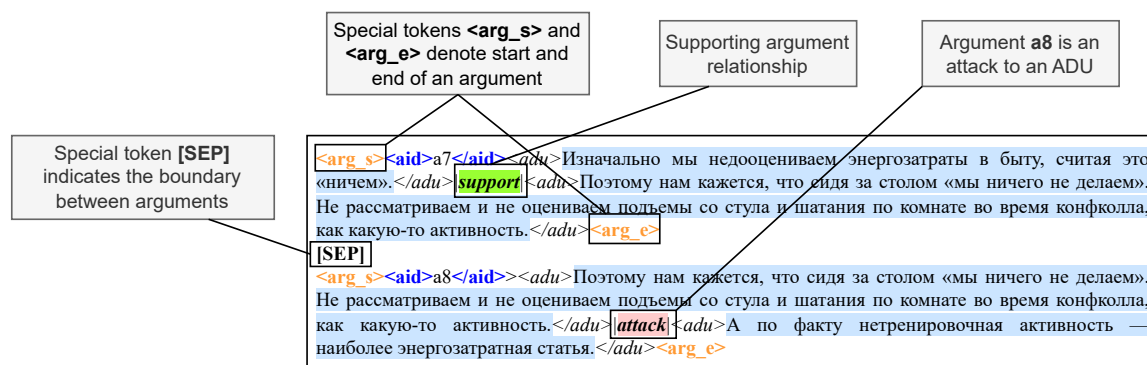 Special tokens <arg_s> and
<arg_e> denote start and
end of an argument
Supporting argument
relationship
Argument a8 is an
attack to an ADU
Special token [SEP]
indicates the boundary
between arguments
<arg_s><aid>a7</aid><adu>Изначально мы недооцениваем энергозатраты в быту, считая это
«ничем».</adu>|support|<adu>Поэтому нам кажется, что сидя за столом «мы ничего не делаем».
Не рассматриваем и не оцениваем подъемы со стула и шатания по комнате во время конфколла,
как какую-то активность.</adu><arg_e>
[SEP]
<arg_s><aid>a8</aid>><adu>Поэтому нам кажется, что сидя за столом «мы ничего не делаем».
Не рассматриваем и не оцениваем подъемы со стула и шатания по комнате во время конфколла,
как какую-то активность.</adu>|attack|<adu>А по факту нетренировочная активность —
наиболее энергозатратная статья.</adu><arg_e>